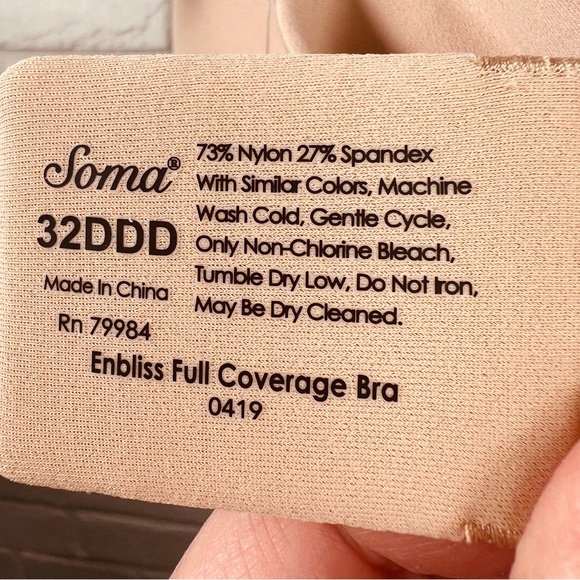 Soma®
32DDD
Made In China
Rn 79984
73% Nylon 27% Spandex
With Similar Colors, Machine
Wash Cold, Gentle Cycle,
Only Non-Chlorine Bleach,
Tumble Dry Low, Do Not Iron,
May Be Dry Cleaned.
Enbliss Full Coverage Bra
0419